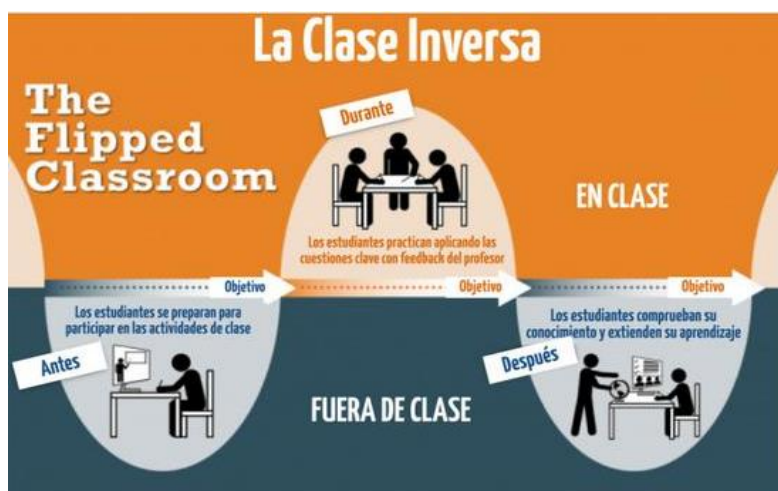 La Clase Inversa
The
Flipped
Classroom
Durante
EN CLASE
Los estudiantes practican aplicando las
cuestiones clave con feedback del profesor
Objetivo
Objetivo
Objetivo
Los estudiantes se preparan para
participar en las actividades de clase
Antes
FUERA DE CLASE
Los estudiantes comprueban su
conocimiento y extienden su aprendizaje
Después